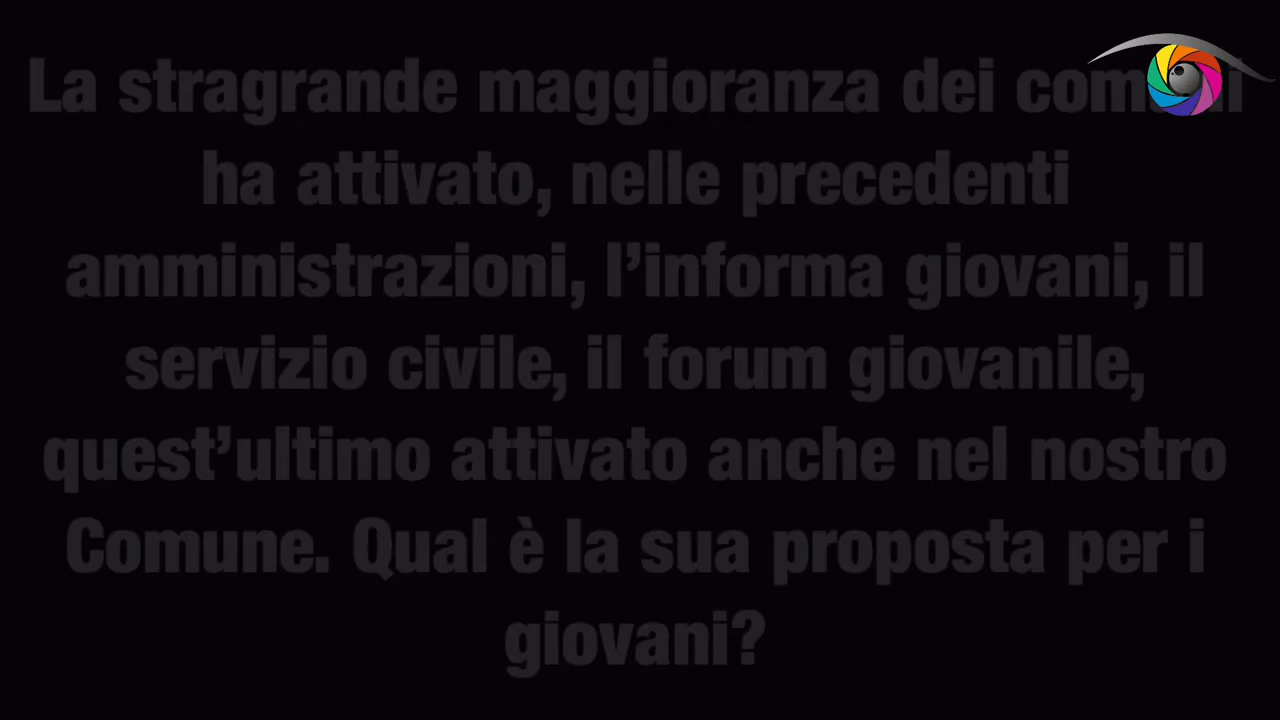 La stragrande maggioranza dei comuni
ha attivato, nelle precedenti
amministrazioni, l’informa giovani, il
servizio civile, il forum giovanile,
quest’ultimo attivato anche nel nostro
Comune. Qual è la sua proposta per i
giovani?